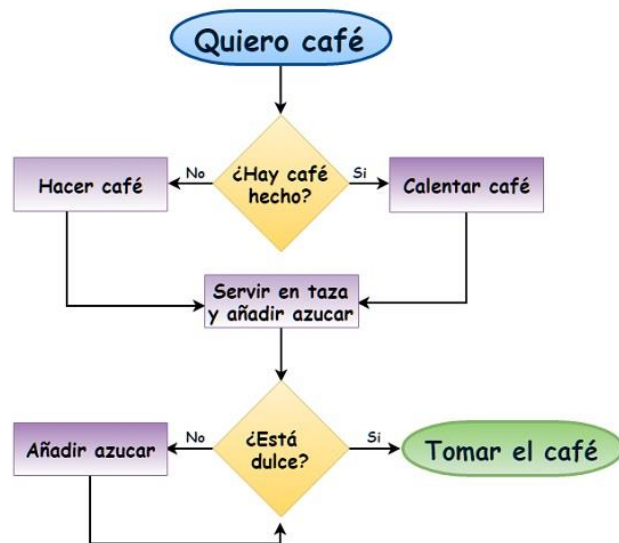 Quiero café
¿Hay café
hecho?
No
Si
Hacer café
Calentar café
Servir en taza
y añadir azucar
¿Está
dulce?
No
Si
Añadir azucar
Tomar el café